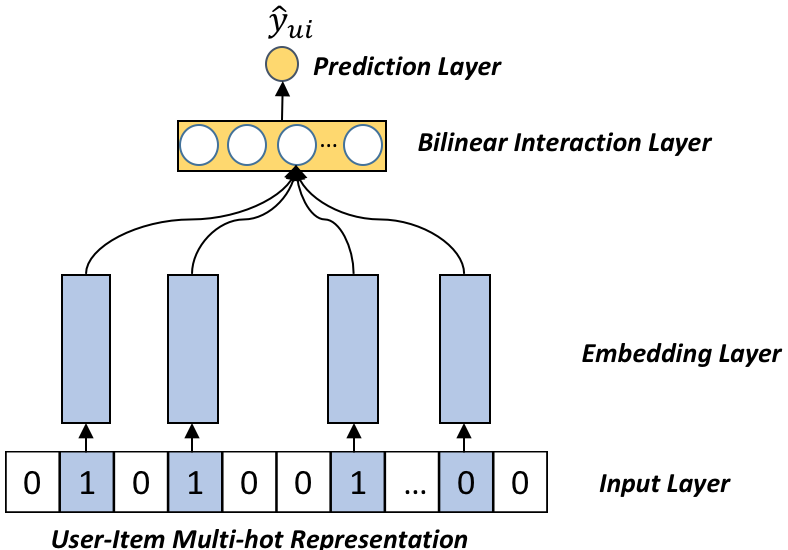 ŷui
Prediction Layer
... Bilinear Interaction Layer
Embedding Layer
0 1 0 1 0 0 1 ... 0 0 Input Layer
User-Item Multi-hot Representation